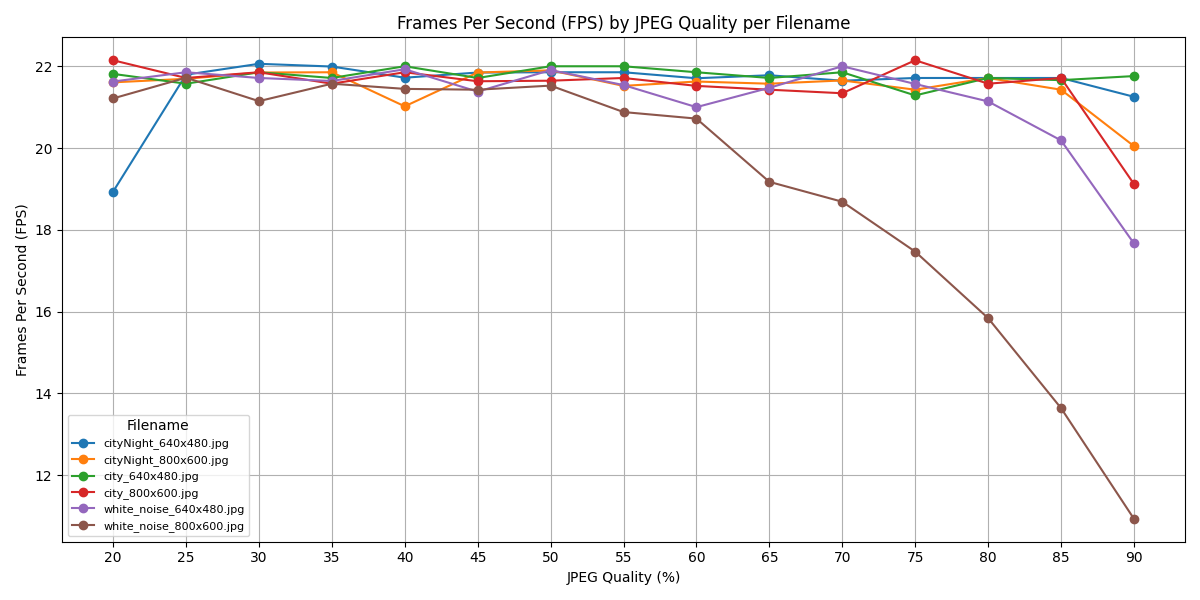 Frames Per Second (FPS) by JPEG Quality per Filename
Frames Per Second (FPS)
22
20
18
16
14
12
Filename
cityNight_640x480.jpg
cityNight_800x600.jpg
city_640x480.jpg
city_800x600.jpg
white_noise_640x480.jpg
white_noise_800x600.jpg
20 25 30 35 40 45 50 55 60 65 70 75 80 85 90
JPEG Quality (%)